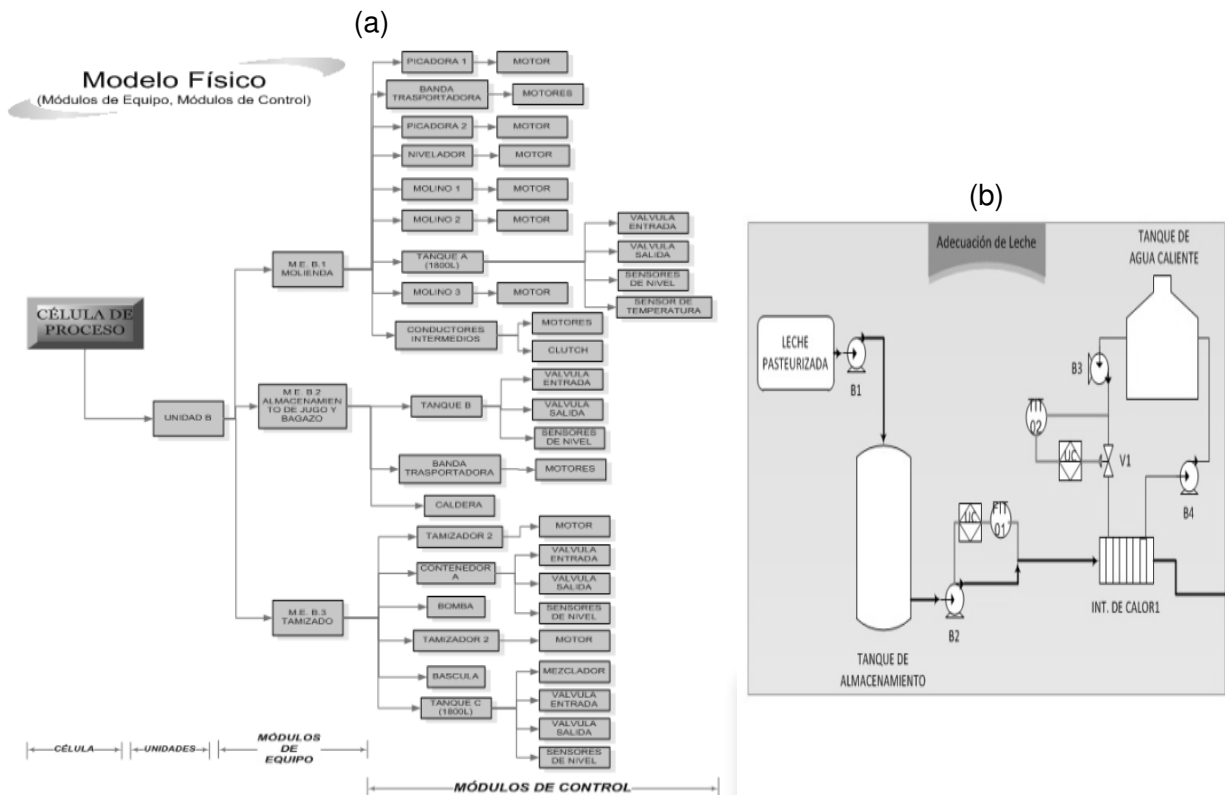 (a)
Modelo Físico
(Módulos de Equipo, Módulos de Control)
PICADORA 1
MOTOR
BANDA
TRASPORTADORA
MOTORES
PICADORA 2
MOTOR
NIVELADOR
MOTOR
MOLINO 1
MOTOR
MOLINO 2
MOTOR
TANQUE A
(1800L)
MOLINO 3
MOTOR
CONDUCTORES
INTERMEDIOS
MOTORES
CLUTCH
VALVULA
ENTRADA
VALVULA
SALIDA
SENSORES
DE NIVEL
SENSOR DE
TEMPERATURA
M.E. B.1
MOLIENDA
CÉLULA DE
PROCESO
UNIDAD B
M.E. B.2
ALMACENAMIEN
TO DE JUGO Y
BAGAZO
TANQUE B
VALVULA
ENTRADA
VALVULA
SALIDA
SENSORES
DE NIVEL
BANDA
TRASPORTADORA
MOTORES
CALDERA
M.E. B.3
TAMIZADO
TAMIZADOR 2
MOTOR
CONTENEDOR
A
VALVULA
ENTRADA
VALVULA
SALIDA
SENSORES
DE NIVEL
BOMBA
TAMIZADOR 2
MOTOR
BASCULA
TANQUE C
(1800L)
MEZCLADOR
VALVULA
ENTRADA
VALVULA
SALIDA
SENSORES
DE NIVEL
CÉLULA
UNIDADES
MÓDULOS
DE
EQUIPO
MÓDULOS DE CONTROL
(b)
Adecuación de Leche
TANQUE DE
AGUA CALIENTE
LECHE
PASTEURIZADA
B1
B3
TIT
02
UC
V1
B4
UC
FIT
01
B2
INT. DE CALOR1
TANQUE DE
ALMACENAMIENTO